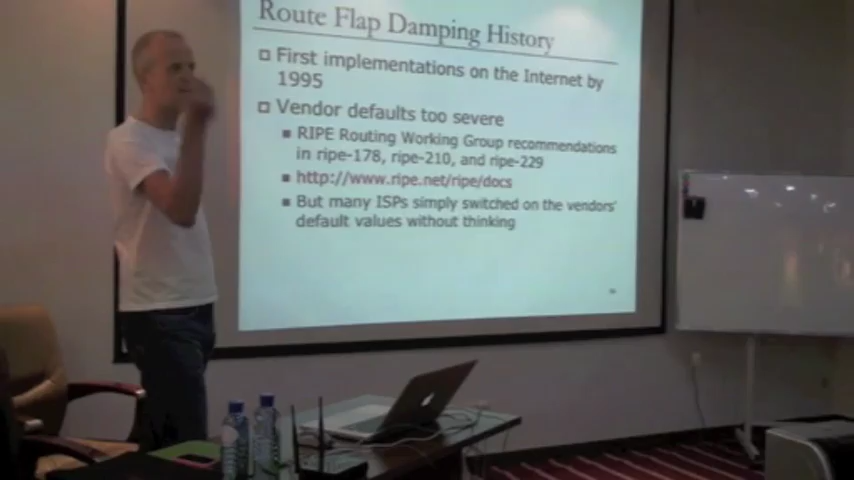 Route Flap Damping History
First implementations on the Internet by
1995
Vendor defaults too severe
RIPE Routing Working Group recommendations
in ripe-178, ripe-210, and ripe-229
http://www.ripe.net/ripe/docs
But many ISPs simply switched on the vendors'
default values without thinking